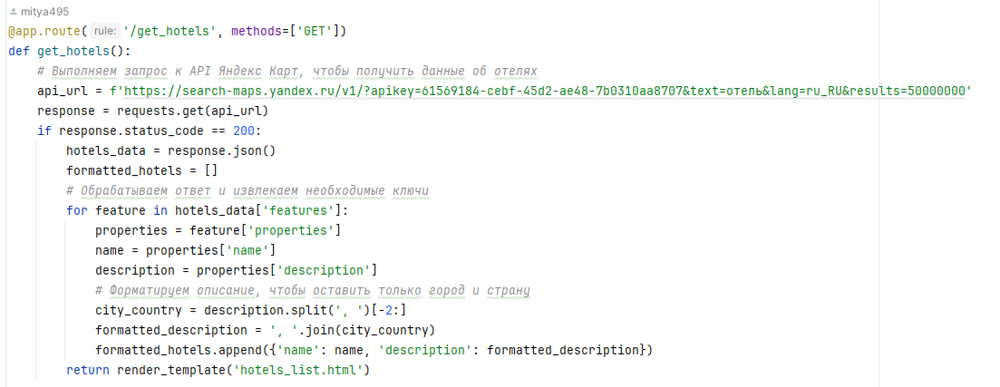 mitya495
@app.route( rule: '/get_hotels', methods=['GET'])
def get_hotels():
# Выполняем запрос к API Яндекс Карт, чтобы получить данные об отелях
api_url = f'https://search-maps.yandex.ru/v1/?apikey=61569184-cebf-45d2-ae48-7b0310aa8707&text=отель&lang=ru_RU&results=50000000'
response = requests.get(api_url)
if response.status_code == 200:
hotels_data = response.json()
formatted_hotels = []
# Обрабатываем ответ и извлекаем необходимые ключи
for feature in hotels_data['features']:
properties = feature['properties']
name = properties['name']
description = properties['description']
# Форматируем описание, чтобы оставить только город и страну
city_country = description.split(', ')[-2:]
formatted_description = ', '.join(city_country)
formatted_hotels.append({'name': name, 'description': formatted_description})
return render_template('hotels_list.html')